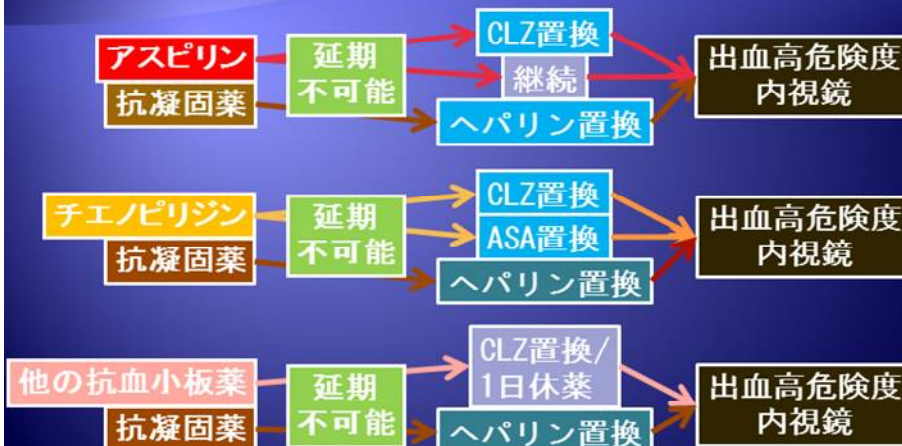 アスピリン
抗凝固薬
延期
不可能
CLZ置換
継続
ヘパリン置換
出血高危険度
内視鏡
チエノピリジン
抗凝固薬
延期
不可能
CLZ置換
ASA置換
ヘパリン置換
出血高危険度
内視鏡
他の抗血小板薬
抗凝固薬
延期
不可能
CLZ置換/
1日休薬
ヘパリン置換
出血高危険度
内視鏡